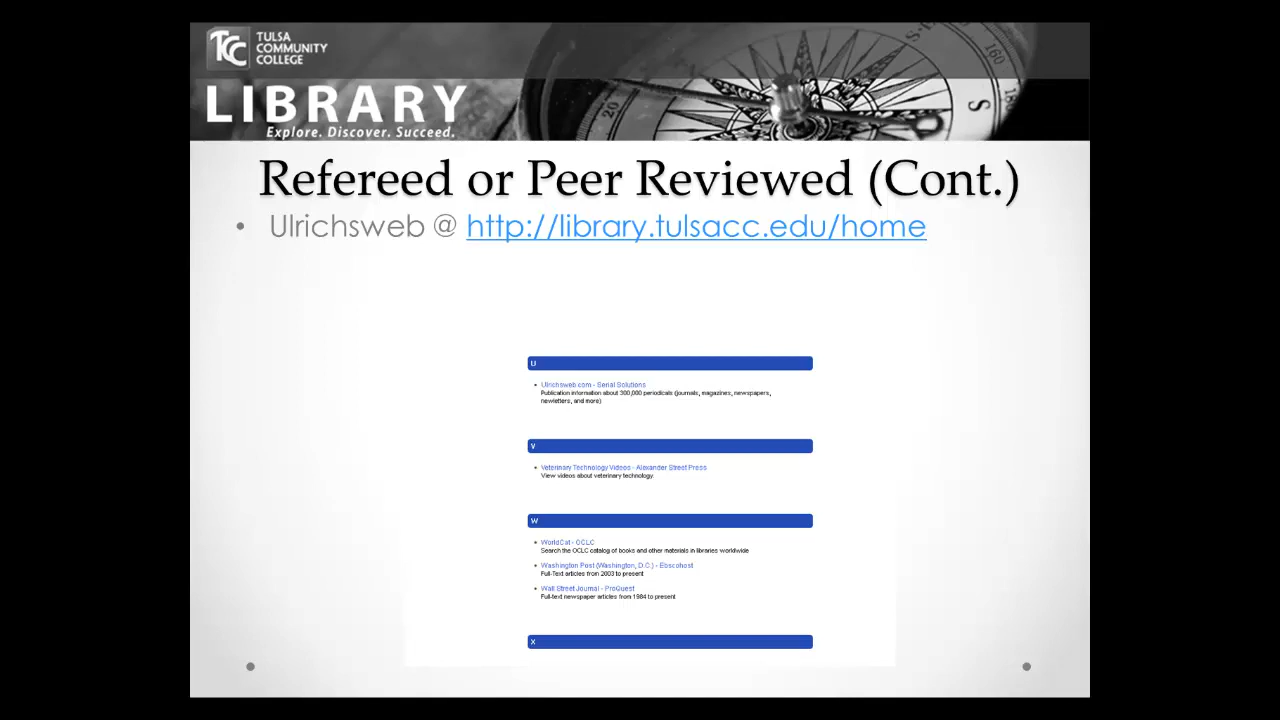 TCC
TULSA
COMMUNITY
COLLEGE
LIBRARY
Explore. Discover. Succeed.
S-W
160
20
S
Refereed or Peer Reviewed (Cont.)
• Ulrichsweb @ http://library.tulsacc.edu/home
U
• Ulrichsweb.com - Serial Solutions
Publication information about 300,000 periodicals (journals, magazines, newspapers,
newletters, and more)
V
• Veterinary Technology Videos - Alexander Street Press
View videos about veterinary technology.
W
• WorldCat - OCLC
Search the OCLC catalog of books and other materials in libraries worldwide
• Washington Post (Washington, D.C.) - Ebscohost
Full-Text articles from 2003 to present
• Wall Street Journal - ProQuest
Full-text newspaper articles from 1984 to present
X